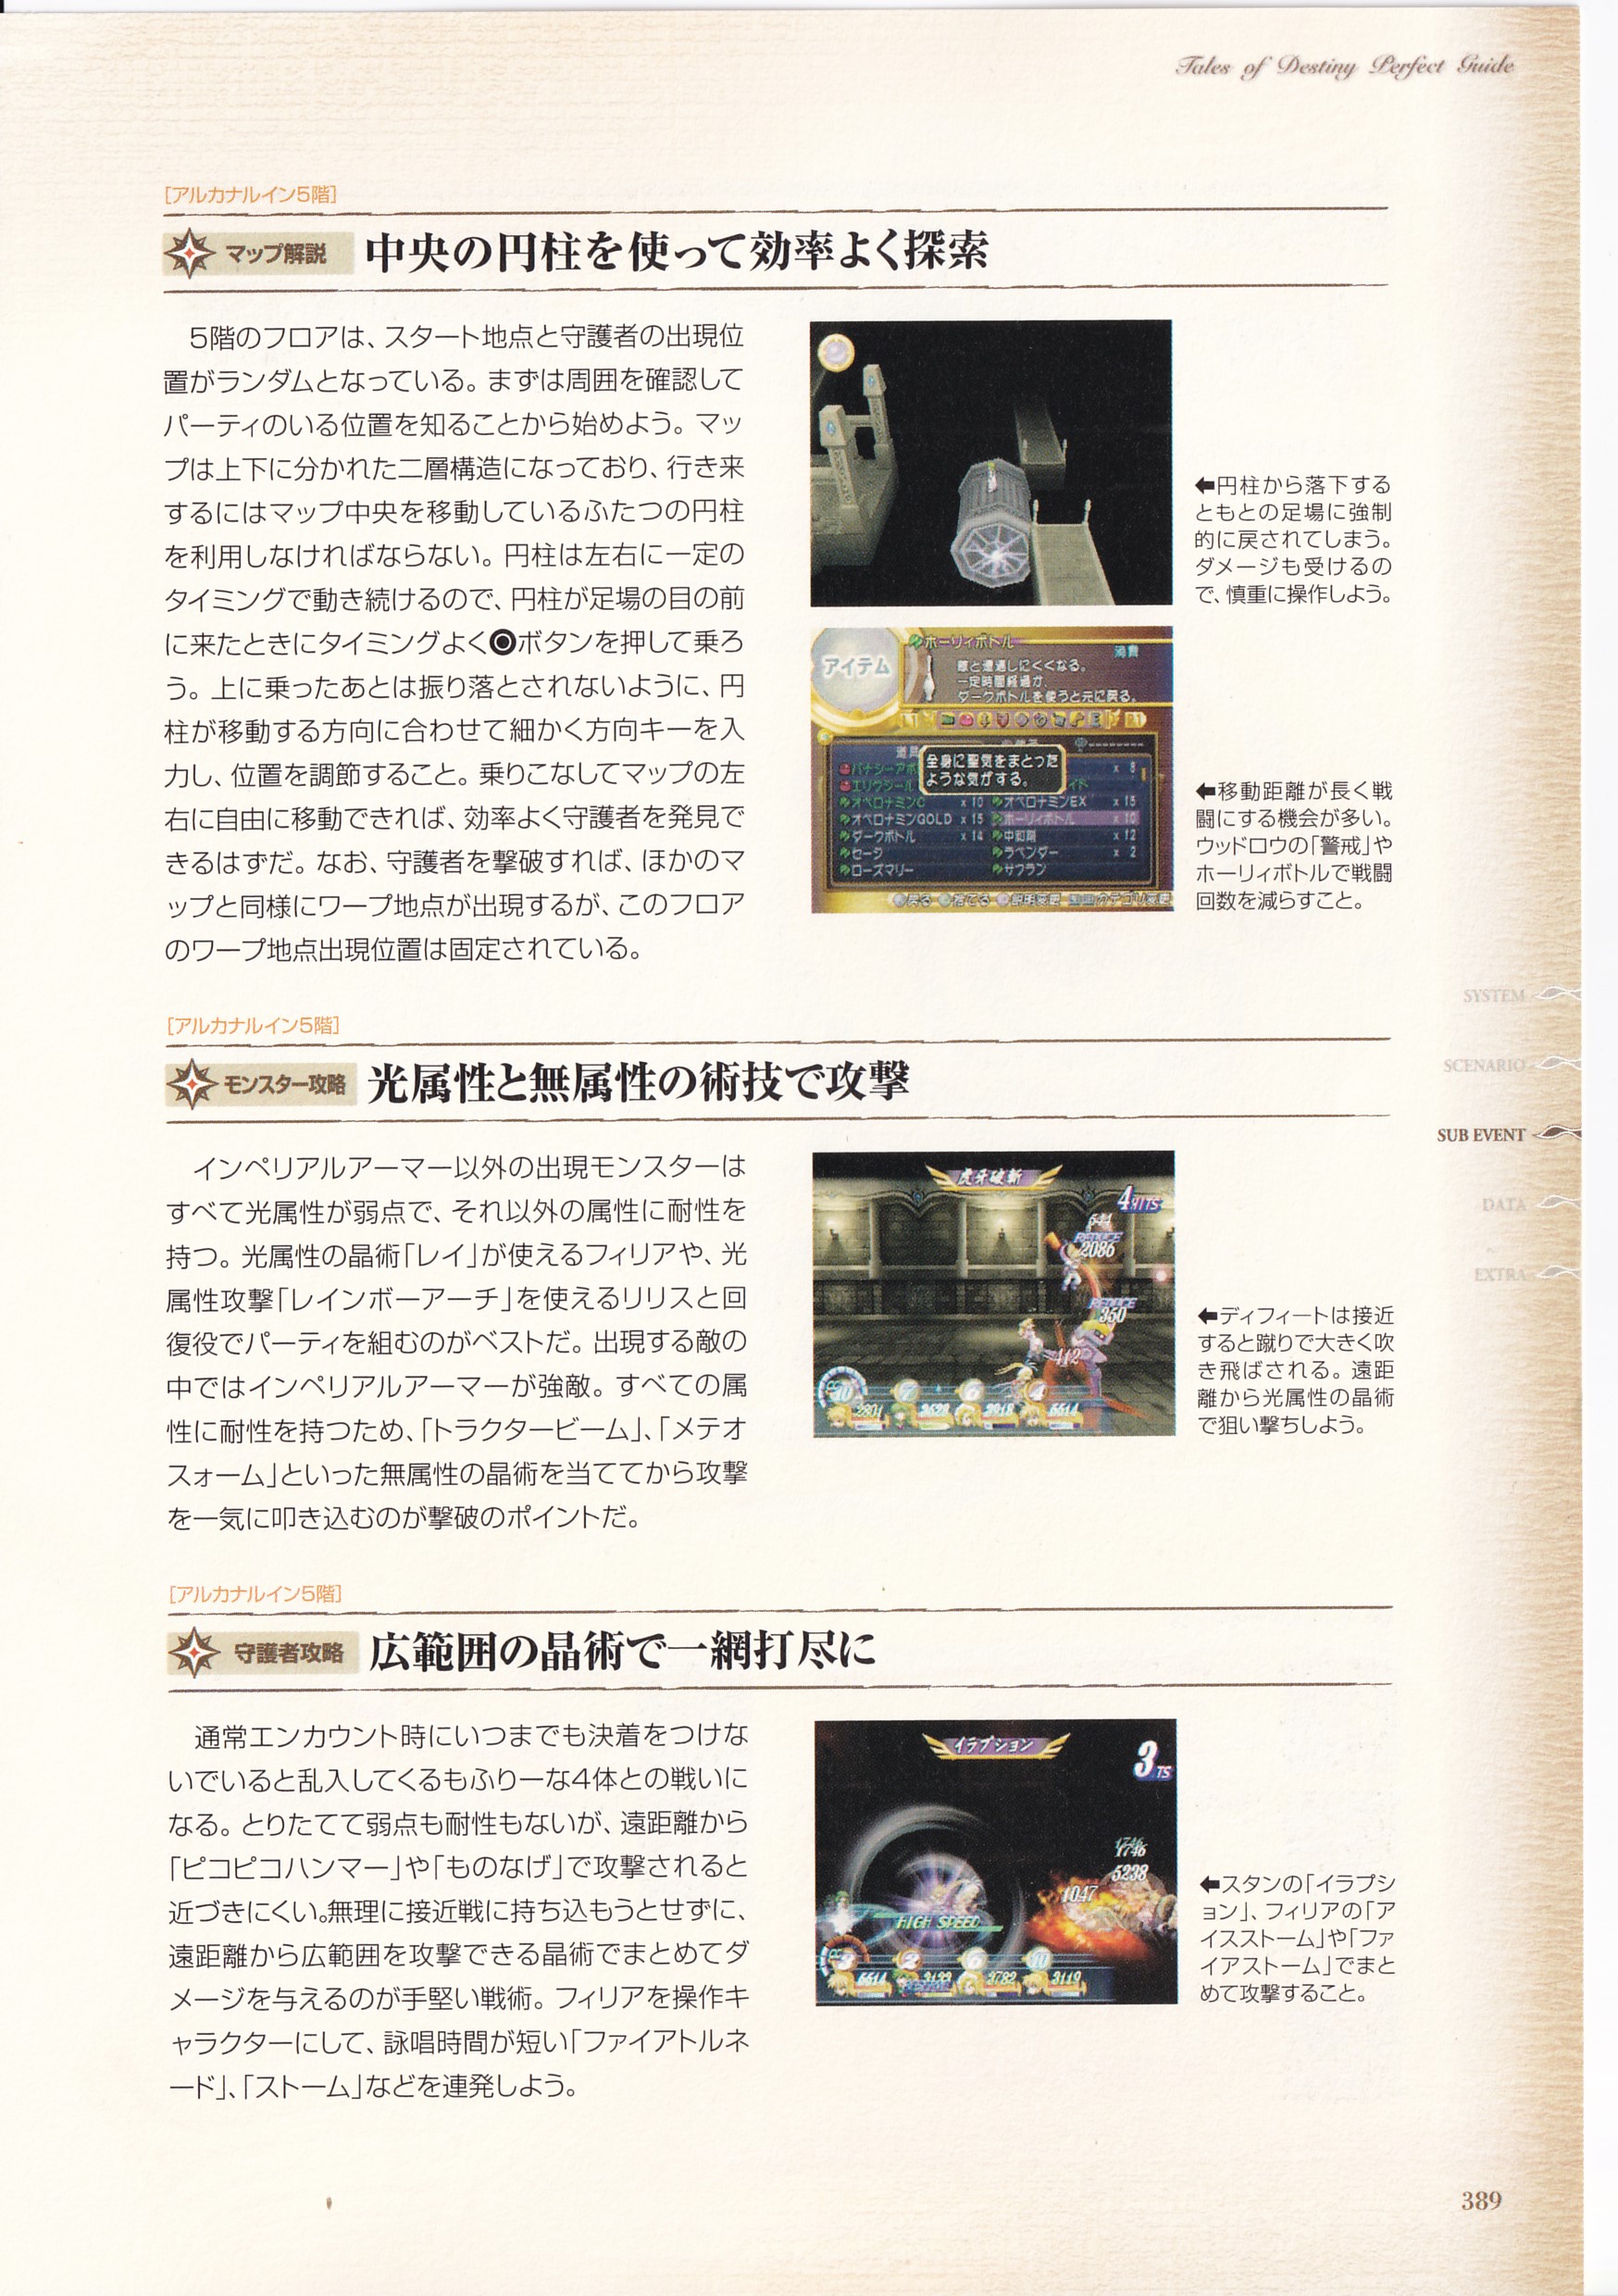 Tales of Destiny Perfect Guide
[アルカナルイン5階]
マップ解説 中央の円柱を使って効率よく探索
5階のフロアは、スタート地点と守護者の出現位
置がランダムとなっている。まずは周囲を確認して
パーティのいる位置を知ることから始めよう。マッ
プは上下に分かれた二層構造になっており、行き来
するにはマップ中央を移動しているふたつの円柱
を利用しなければならない。円柱は左右に一定の
タイミングで動き続けるので、円柱が足場の目の前
に来たときにタイミングよく◎ボタンを押して乗ろ
う。上に乗ったあとは振り落とされないように、円
柱が移動する方向に合わせて細かく方向キーを入
力し、位置を調節すること。乗りこなしてマップの左
右に自由に移動できれば、効率よく守護者を発見で
きるはずだ。なお、守護者を撃破すれば、ほかのマ
ップと同様にワープ地点が出現するが、このフロア
のワープ地点出現位置は固定されている。
←円柱から落下する
ともとの足場に強制
的に戻されてしまう。
ダメージも受けるの
で、慎重に操作しよう。
アイテム
ホーリィボトル
消費
敵と遭遇しにくくなる。
一定時間経過か、
ダークボトルを使うと元に戻る。
全身に聖気をまとった
ような気がする。
x 8
オベロナミンC x 10 オベロナミンEX x 15
オベロナミンGOLD x 15 ホーリィボトル x 10
ダークボトル x 14 中和剤 x 12
セージ ラベンダー x 2
ローズマリー サフラン
←移動距離が長く戦
闘にする機会が多い。
ウッドロウの「警戒」や
ホーリィボトルで戦闘
回数を減らすこと。
SYSTEM
SCENARIO
SUB EVENT
DATA
EXTRA
[アルカナルイン5階]
モンスター攻略 光属性と無属性の術技で攻撃
インペリアルアーマー以外の出現モンスターは
すべて光属性が弱点で、それ以外の属性に耐性を
持つ。光属性の晶術「レイ」が使えるフィリアや、光
属性攻撃「レインボーアーチ」を使えるリリスと回
復役でパーティを組むのがベストだ。出現する敵の
中ではインペリアルアーマーが強敵。すべての属
性に耐性を持つため、「トラクタービーム」、「メテオ
スォーム」といった無属性の晶術を当ててから攻撃
を一気に叩き込むのが撃破のポイントだ。
虎牙破斬
4HITS
644
REDUCE
2086
REDUCE
350
412
←ディフィートは接近
すると蹴りで大きく吹
き飛ばされる。遠距
離から光属性の晶術
で狙い撃ちしよう。
[アルカナルイン5階]
守護者攻略 広範囲の晶術で一網打尽に
通常エンカウント時にいつまでも決着をつけな
いでいると乱入してくるもふりーな4体との戦いに
なる。とりたてて弱点も耐性もないが、遠距離から
「ピコピコハンマー」や「ものなげ」で攻撃されると
近づきにくい。無理に接近戦に持ち込もうとせずに、
遠距離から広範囲を攻撃できる晶術でまとめてダ
メージを与えるのが手堅い戦術。フィリアを操作キ
ャラクターにして、詠唱時間が短い「ファイアトルネ
ード」、「ストーム」などを連発しよう。
イラプション
3
TS
1746
5238
1047
HIGH SPEED
5514 3133 3782 3119
←スタンの「イラプシ
ョン」、フィリアの「ア
イスストーム」や「ファ
イアストーム」でまと
めて攻撃すること。
389